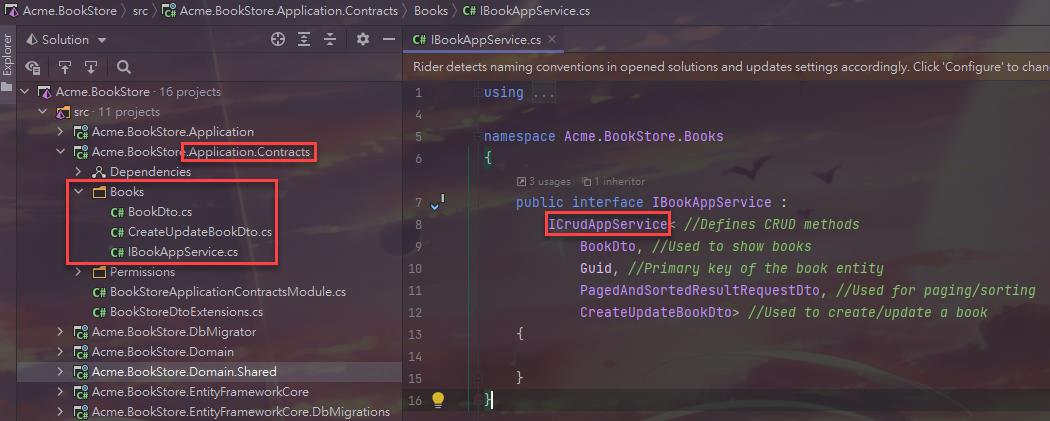 Acme.BookStore > src > Acme.BookStore.Application.Contracts > Books > IBookAppService.cs
Explorer
Solution
Acme.BookStore · 16 projects
src · 11 projects
Acme.BookStore.Application
Acme.BookStore.Application.Contracts
Dependencies
Books
BookDto.cs
CreateUpdateBookDto.cs
IBookAppService.cs
Permissions
BookStoreApplicationContractsModule.cs
BookStoreDtoExtensions.cs
Acme.BookStore.DbMigrator
Acme.BookStore.Domain
Acme.BookStore.Domain.Shared
Acme.BookStore.EntityFrameworkCore
Acme.BookStore.EntityFrameworkCore.DbMigrations
IBookAppService.cs
Rider detects naming conventions in opened solutions and updates settings accordingly. Click 'Configure' to chan
1 using ...
4
5 namespace Acme.BookStore.Books
6 {
3 usages 1 inheritor
7 public interface IBookAppService :
8 ICrudAppService< //Defines CRUD methods
9 BookDto, //Used to show books
10 Guid, //Primary key of the book entity
11 PagedAndSortedResultRequestDto, //Used for paging/sorting
12 CreateUpdateBookDto> //Used to create/update a book
13 {
14
15 }
16 }